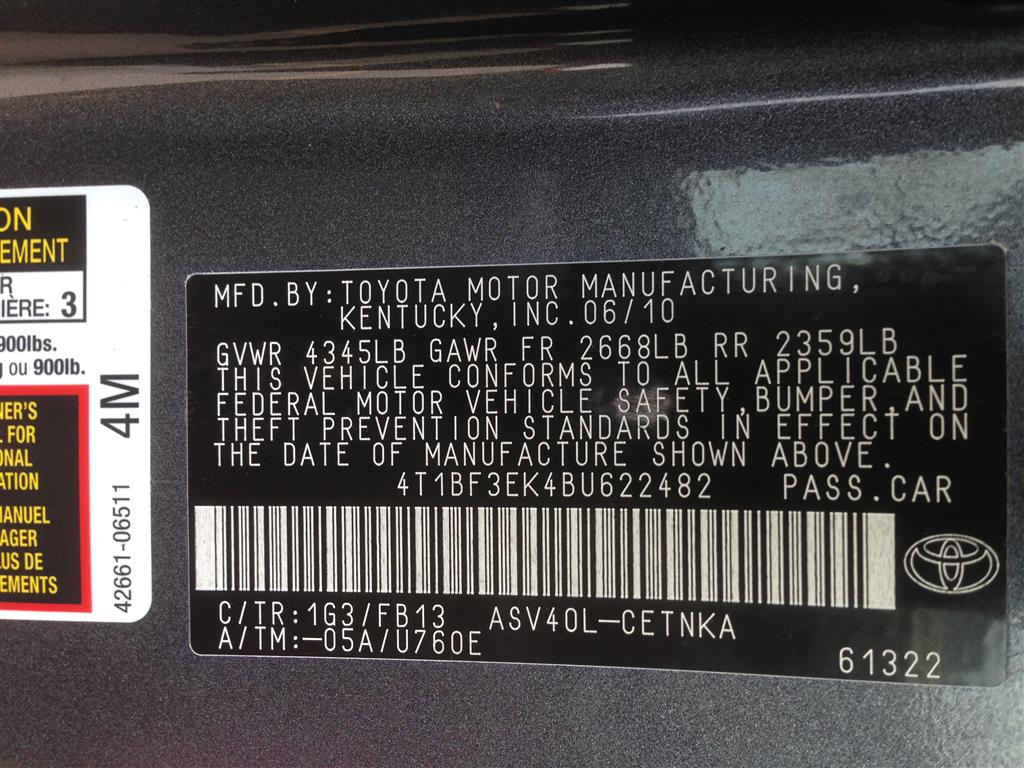 ON
EMENT
R
IÈRE: 3
900lbs.
g ou 900lb.
NER'S
L FOR
ONAL
ATION
MANUEL
AGER
LUS DE
EMENTS
4M
42661-06511
MFD.BY:TOYOTA MOTOR MANUFACTURING,
KENTUCKY,INC.06/10
GVWR 4345LB GAWR FR 2668LB RR 2359LB
THIS VEHICLE CONFORMS TO ALL APPLICABLE
FEDERAL MOTOR VEHICLE SAFETY,BUMPER,AND
THEFT PREVENTION STANDARDS IN EFFECT ON
THE DATE OF MANUFACTURE SHOWN ABOVE.
4T1BF3EK4BU622482 PASS.CAR
C/TR:1G3/FB13 ASV40L-CETNKA
A/TM:-05A/U760E
61322